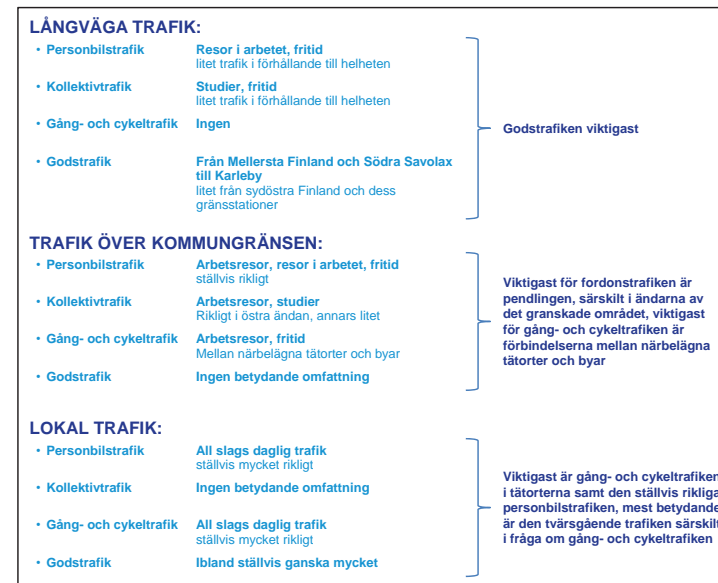 LÅNGVÄGA TRAFIK:
• Personbilstrafik Resor i arbetet, fritid
litet trafik i förhållande till helheten
• Kollektivtrafik Studier, fritid
litet trafik i förhållande till helheten
• Gång- och cykeltrafik Ingen
• Godstrafik Från Mellersta Finland och Södra Savolax
till Karleby
litet från sydöstra Finland och dess
gränsstationer
Godstrafiken viktigast
TRAFIK ÖVER KOMMUNGRÄNSEN:
• Personbilstrafik Arbetsresor, resor i arbetet, fritid
ställvis rikligt
• Kollektivtrafik Arbetsresor, studier
Rikligt i östra ändan, annars litet
• Gång- och cykeltrafik Arbetsresor, fritid
Mellan närbelägna tätorter och byar
• Godstrafik Ingen betydande omfattning
Viktigast för fordonstrafiken är
pendlingen, särskilt i ändarna av
det granskade området, viktigast
för gång- och cykeltrafiken är
förbindelserna mellan närbelägna
tätorter och byar
LOKAL TRAFIK:
• Personbilstrafik All slags daglig trafik
ställvis mycket rikligt
• Kollektivtrafik Ingen betydande omfattning
• Gång- och cykeltrafik All slags daglig trafik
ställvis mycket rikligt
• Godstrafik Ibland ställvis ganska mycket
Viktigast är gång- och cykeltrafiken
i tätorterna samt den ställvis rikliga
personbilstrafiken, mest betydande
är den tvärsgående trafiken särskilt
i fråga om gång- och cykeltrafiken